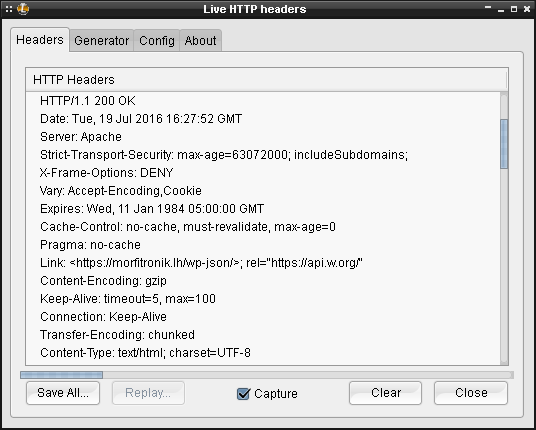 Live HTTP headers
Headers Generator Config About
HTTP Headers
HTTP/1.1 200 OK
Date: Tue, 19 Jul 2016 16:27:52 GMT
Server: Apache
Strict-Transport-Security: max-age=63072000; includeSubdomains;
X-Frame-Options: DENY
Vary: Accept-Encoding,Cookie
Expires: Wed, 11 Jan 1984 05:00:00 GMT
Cache-Control: no-cache, must-revalidate, max-age=0
Pragma: no-cache
Link: <https://morfitronik.lh/wp-json/>; rel="https://api.w.org/"
Content-Encoding: gzip
Keep-Alive: timeout=5, max=100
Connection: Keep-Alive
Transfer-Encoding: chunked
Content-Type: text/html; charset=UTF-8
Save All... Replay... Capture Clear Close